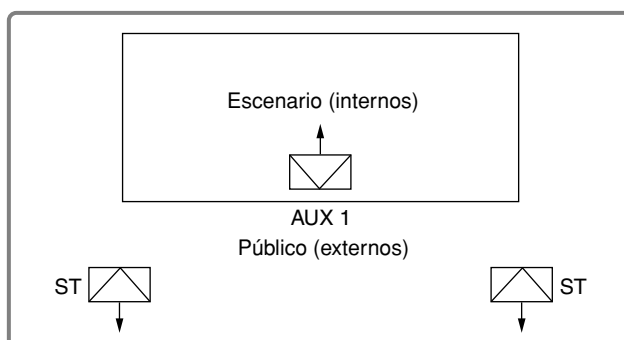 Escenario (internos)
AUX 1
Público (externos)
ST
ST